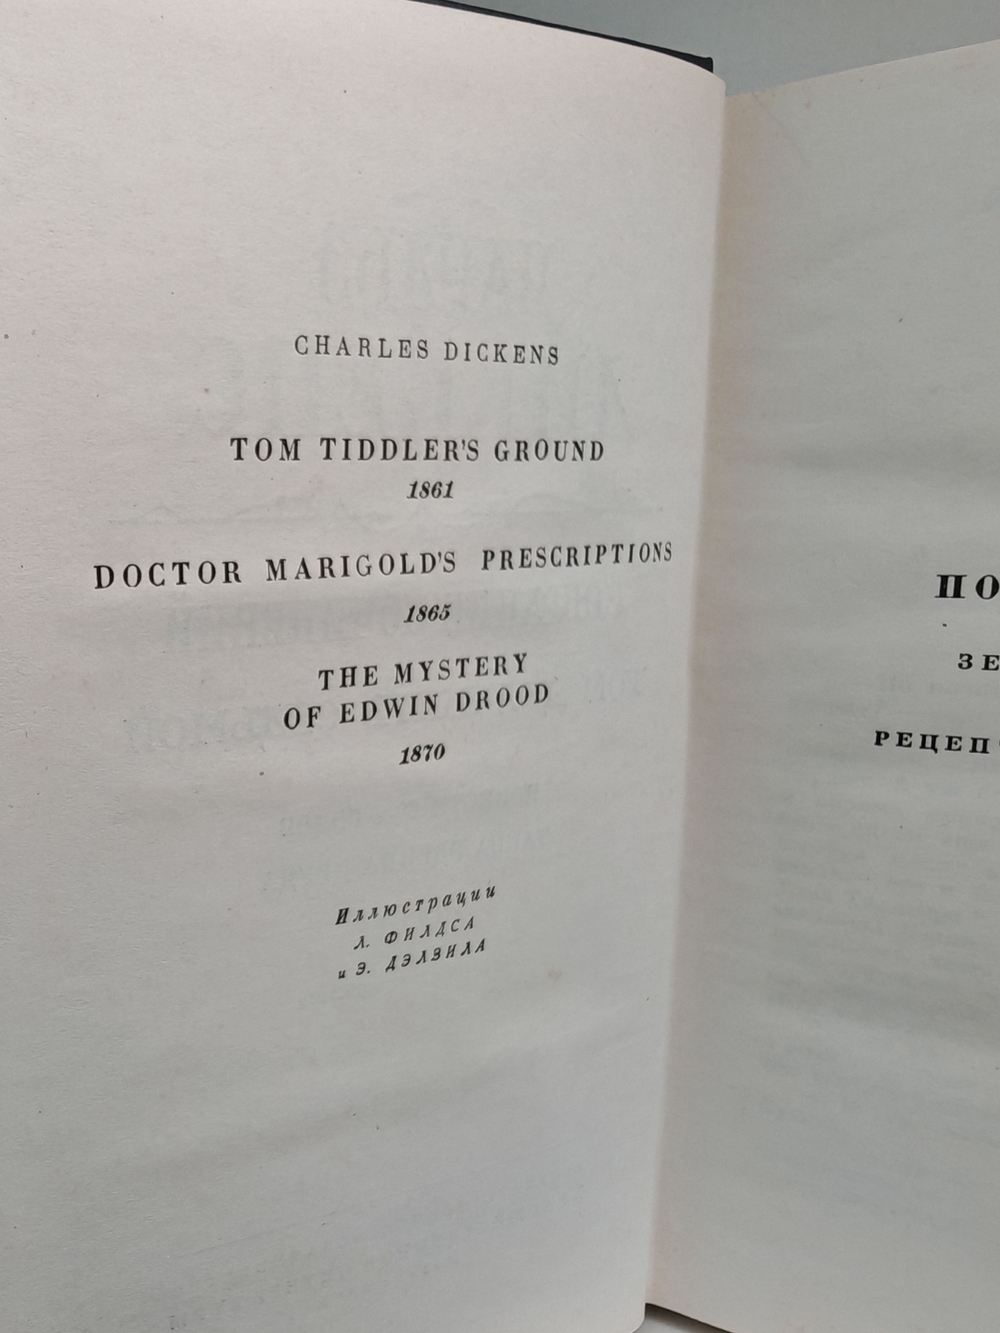 CHARLES DICKENS
TOM TIDDLER'S GROUND
1861
DOCTOR MARIGOLD'S PRESCRIPTIONS
1865
THE MYSTERY
OF EDWIN DROOD
1870
Иллюстрации
Л. ФИЛДСА
и Э. ДЭЛЗИЛА
ПО
ЗЕ
РЕЦЕП